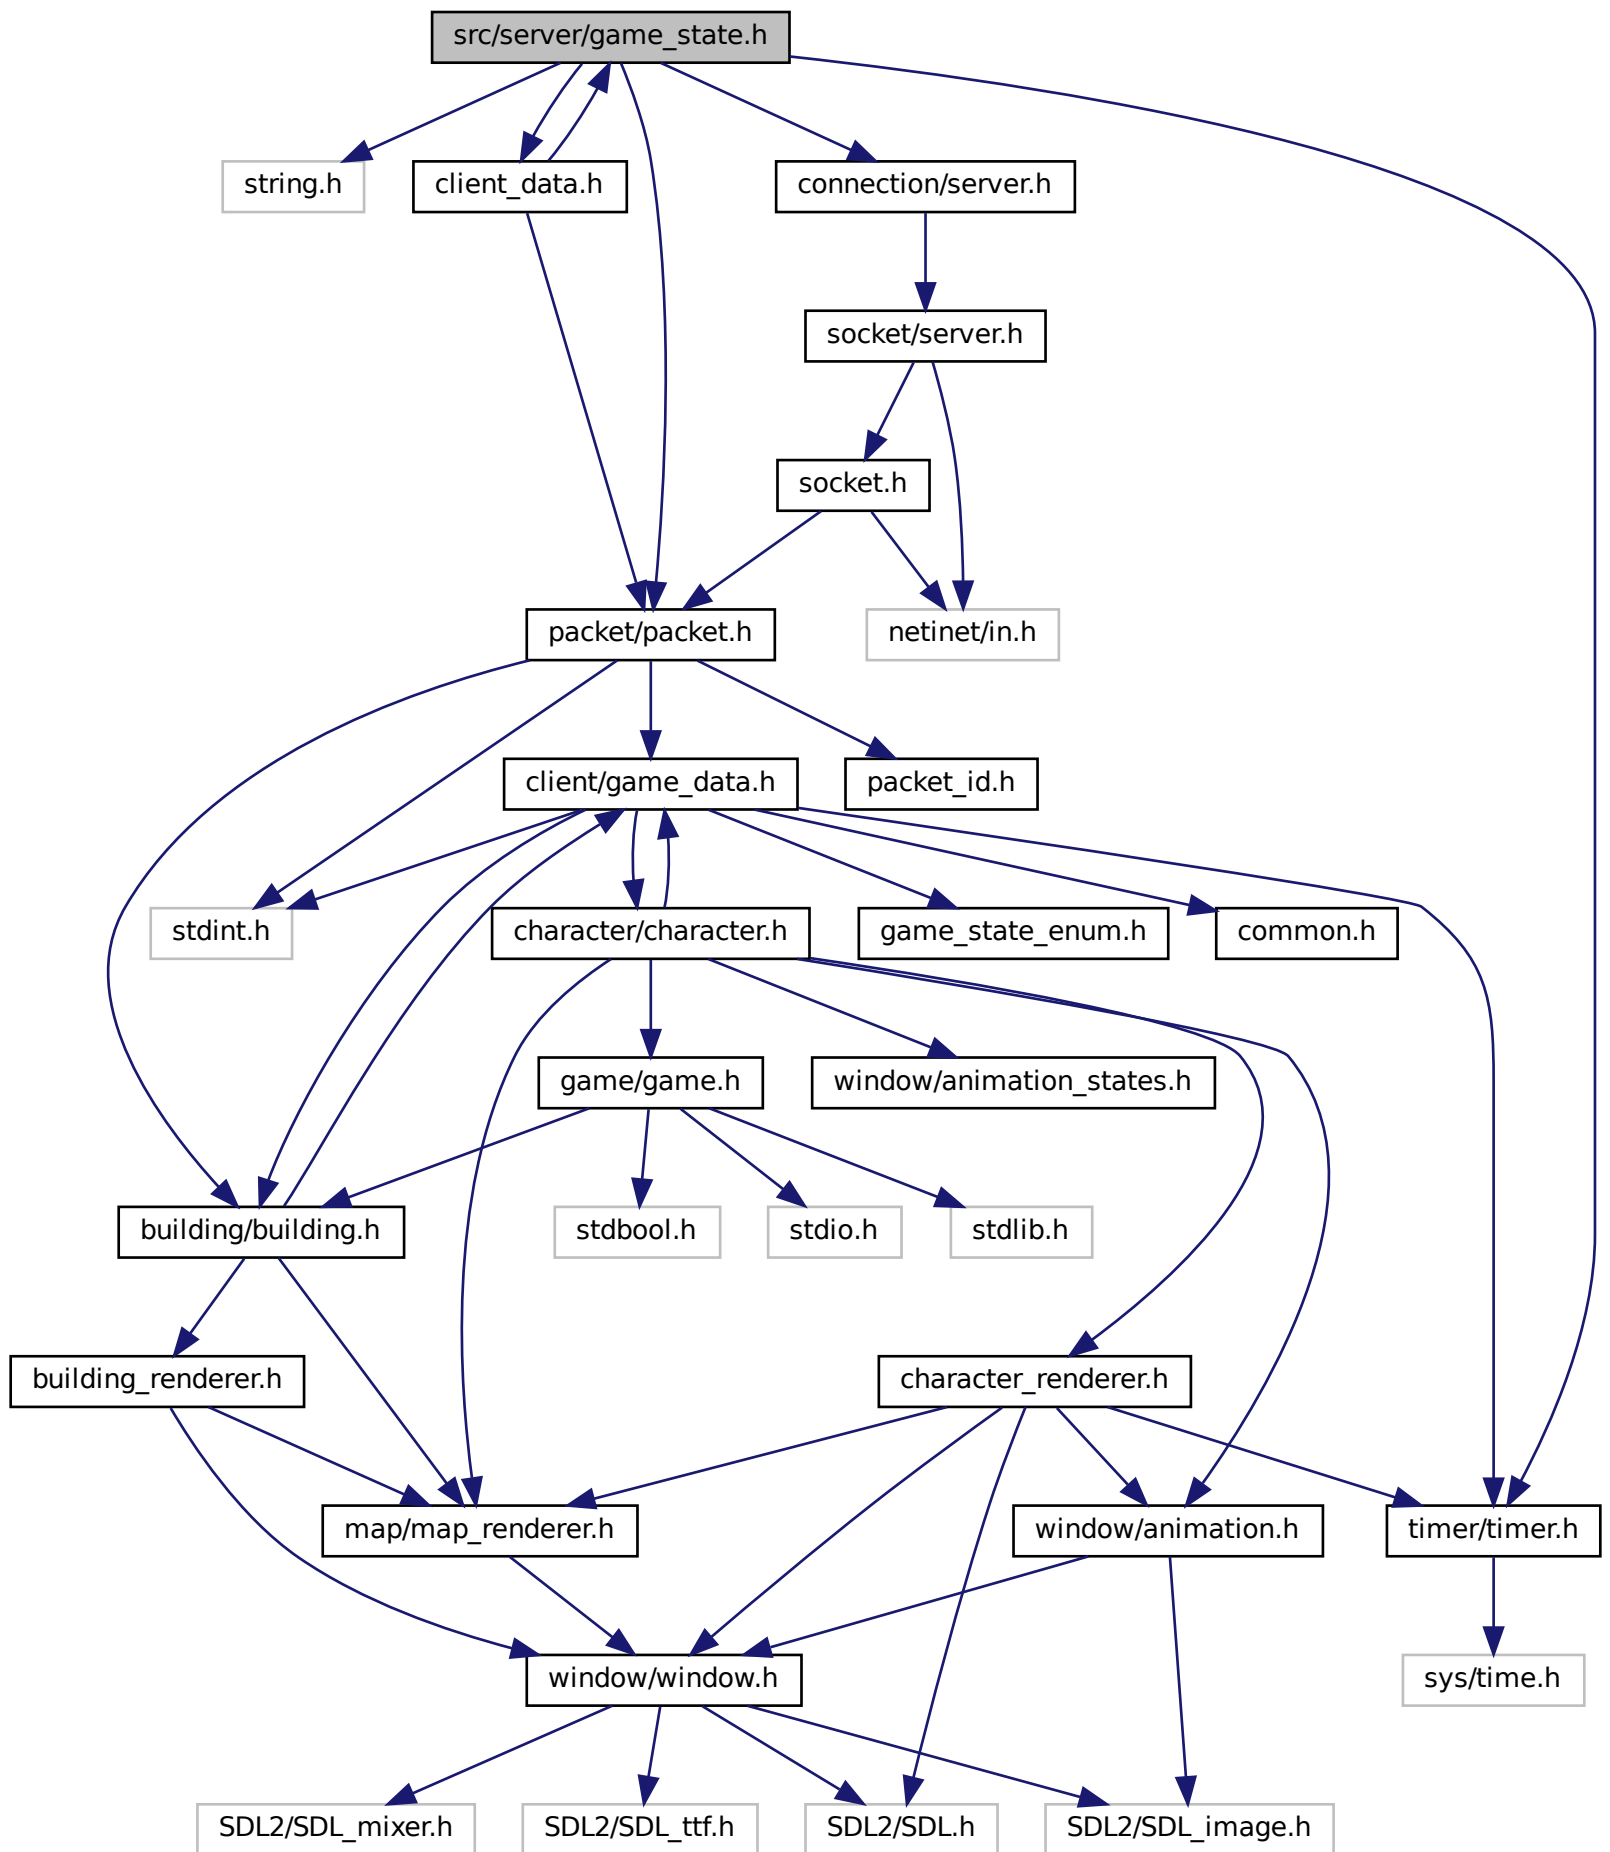 src/server/game_state.h
string.h
client_data.h
connection/server.h
socket/server.h
socket.h
packet/packet.h
netinet/in.h
client/game_data.h
packet_id.h
stdint.h
character/character.h
game_state_enum.h
common.h
game/game.h
window/animation_states.h
building/building.h
stdbool.h
stdio.h
stdlib.h
building_renderer.h
character_renderer.h
map/map_renderer.h
window/animation.h
timer/timer.h
window/window.h
sys/time.h
SDL2/SDL_mixer.h
SDL2/SDL_ttf.h
SDL2/SDL.h
SDL2/SDL_image.h